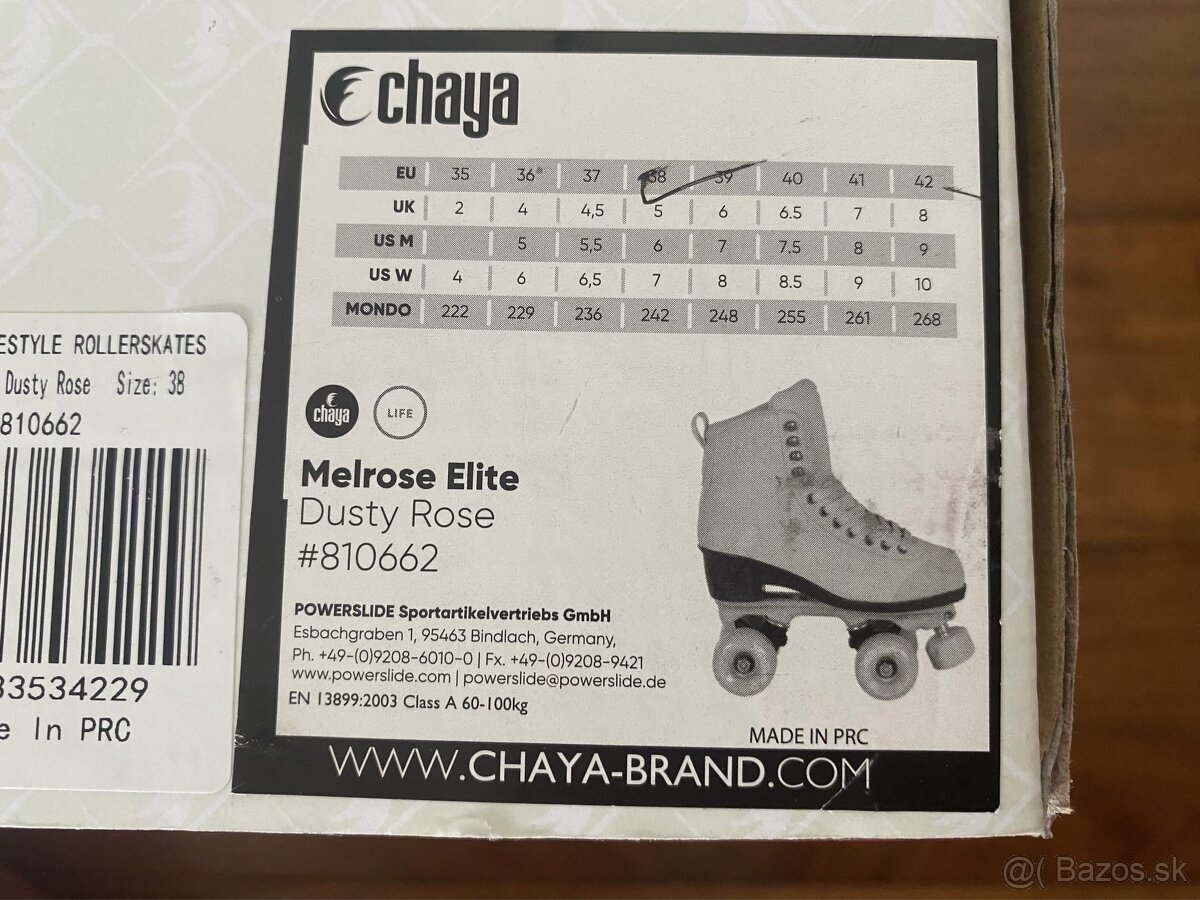 chaya
EU 35 36* 37 38 39 40 41 42
UK 2 4 4,5 5 6 6.5 7 8
US M 5 5,5 6 7 7.5 8 9
US W 4 6 6,5 7 8 8.5 9 10
MONDO 222 229 236 242 248 255 261 268
ESTYLE ROLLERSKATES
Dusty Rose Size: 38
810662
33534229
e In PRC
chaya LIFE
Melrose Elite
Dusty Rose
#810662
POWERSLIDE Sportartikelvertriebs GmbH
Esbachgraben 1, 95463 Bindlach, Germany,
Ph. +49-(0)9208-6010-0 | Fx. +49-(0)9208-9421
www.powerslide.com | powerslide@powerslide.de
EN 13899:2003 Class A 60-100kg
MADE IN PRC
WWW.CHAYA-BRAND.COM
@( Bazos.sk